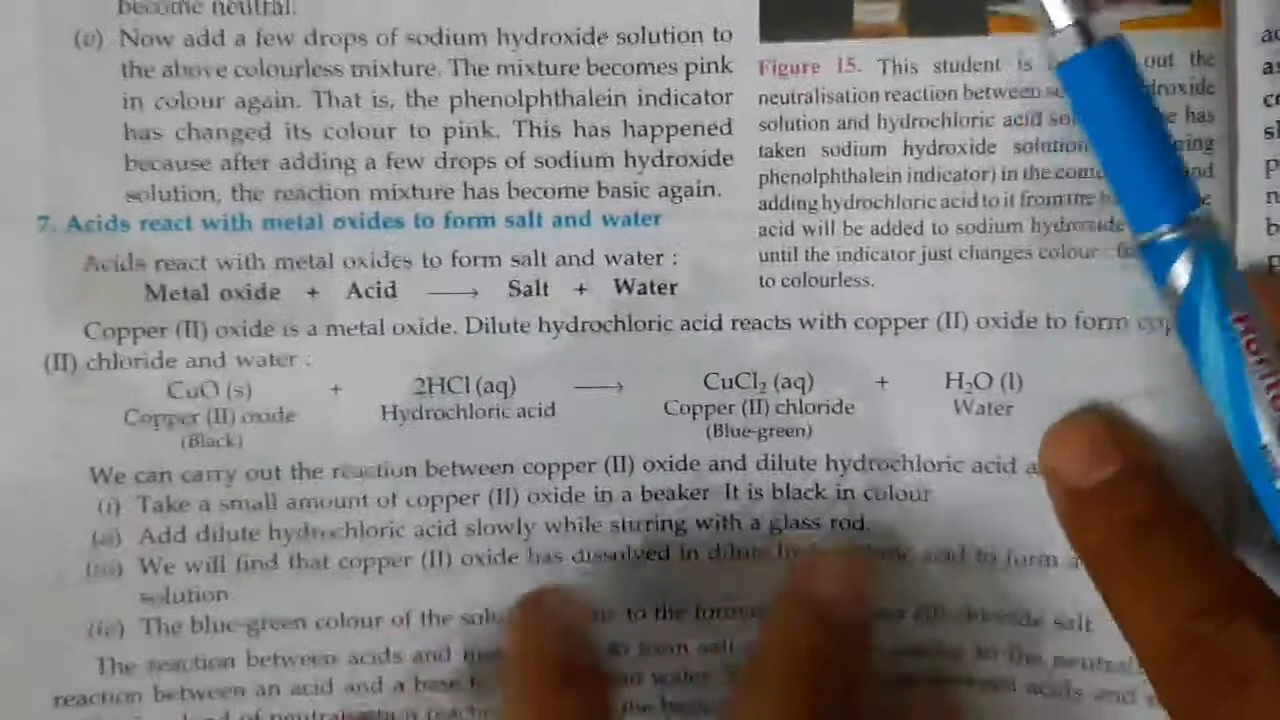 become neutral.
(v) Now add a few drops of sodium hydroxide solution to
the above colourless mixture. The mixture becomes pink
in colour again. That is, the phenolphthalein indicator
has changed its colour to pink. This has happened
because after adding a few drops of sodium hydroxide
solution, the reaction mixture has become basic again.
Figure 15. This student is out the
neutralisation reaction between
solution and hydrochloric acid has
taken sodium hydroxide solution
phenolphthalein indicator) in the
adding hydrochloric acid to it from
acid will be added to sodium hydroxide
until the indicator just changes colour
to colourless.
7. Acids react with metal oxides to form salt and water
Acids react with metal oxides to form salt and water :
Metal oxide + Acid ⟶ Salt + Water
Copper (II) oxide is a metal oxide. Dilute hydrochloric acid reacts with copper (II) oxide to form
(II) chloride and water :
CuO (s) + 2HCl (aq) ⟶ CuCl₂ (aq) + H₂O (l)
Copper (II) oxide Hydrochloric acid Copper (II) chloride Water
(Black) (Blue-green)
We can carry out the reaction between copper (II) oxide and dilute hydrochloric acid
(i) Take a small amount of copper (II) oxide in a beaker. It is black in colour
(ii) Add dilute hydrochloric acid slowly while stirring with a glass rod.
(iii) We will find that copper (II) oxide has dissolved in dilute acid to form
solution
(iv) The blue-green colour of the to the salt
The reaction between acids and to form salt to the
reaction between an acid and a base water acids and